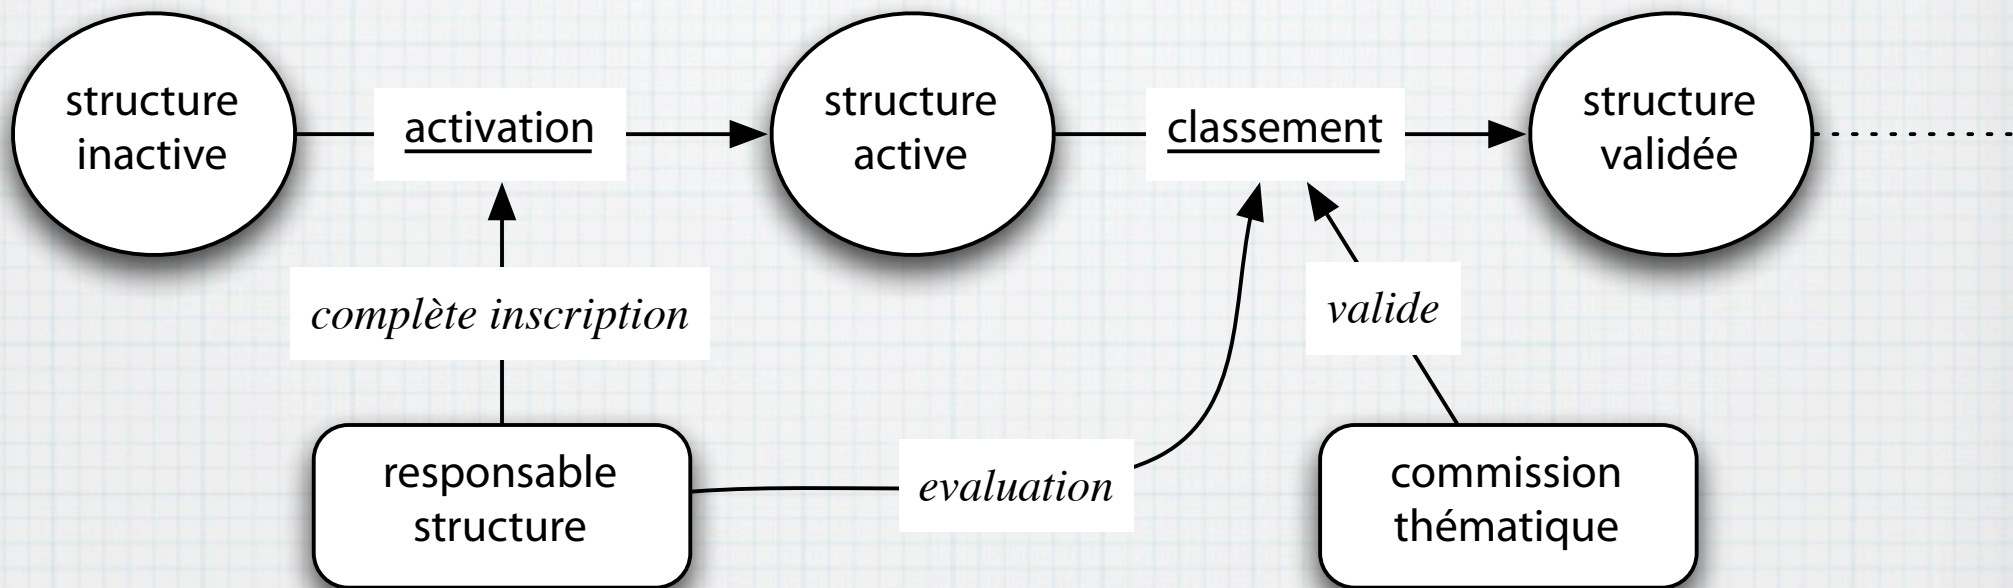 structure
inactive
activation
structure
active
classement
structure
validée
complète inscription
valide
responsable
structure
evaluation
commission
thématique